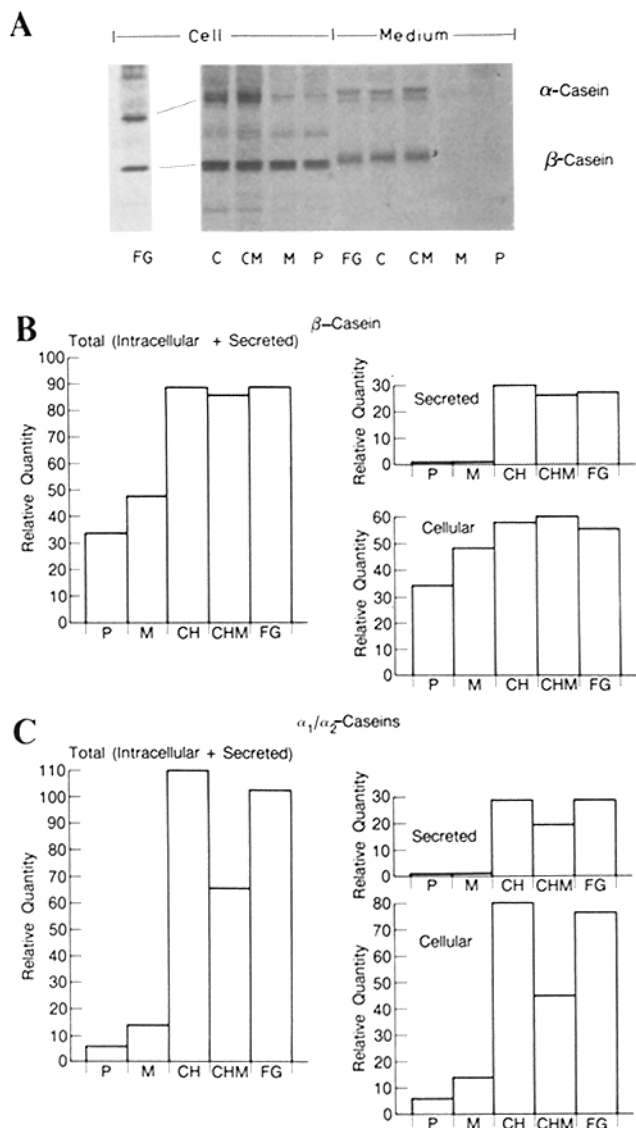 A
Cell Medium
α-Casein
β-Casein
FG C CM M P FG C CM M P
B
β-Casein
Total (Intracellular + Secreted)
Relative Quantity
100
90
80
70
60
50
40
30
20
10
0
P M CH CHM FG
Relative Quantity
30
20
10
0
Secreted
P M CH CHM FG
Relative Quantity
60
50
40
30
20
10
0
Cellular
P M CH CHM FG
C
α1/α2-Caseins
Total (Intracellular + Secreted)
Relative Quantity
110
100
90
80
70
60
50
40
30
20
10
0
P M CH CHM FG
Relative Quantity
30
20
10
0
Secreted
P M CH CHM FG
Relative Quantity
80
70
60
50
40
30
20
10
0
Cellular
P M CH CHM FG